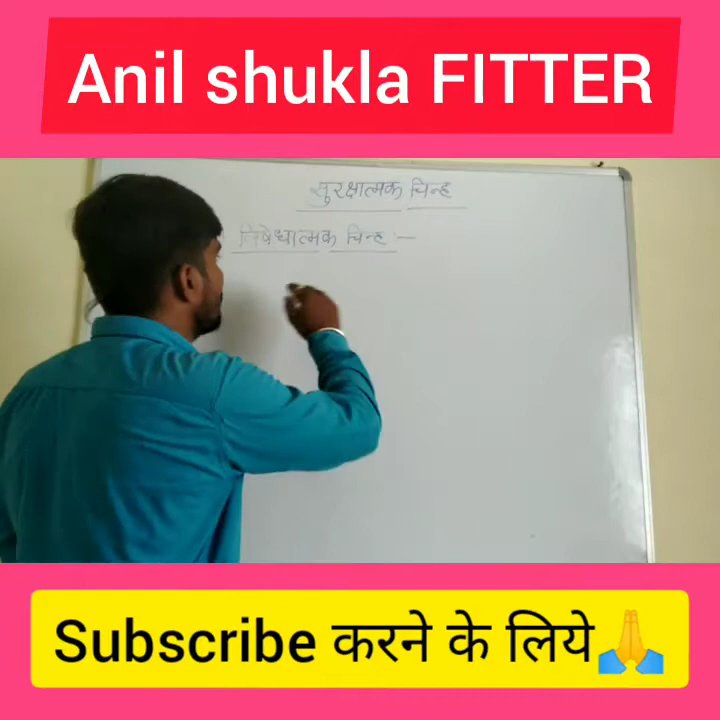 Anil shukla FITTER
सुरक्षात्मक चिन्ह
निषेधात्मक चिन्ह :-
Subscribe करने के लिये🙏